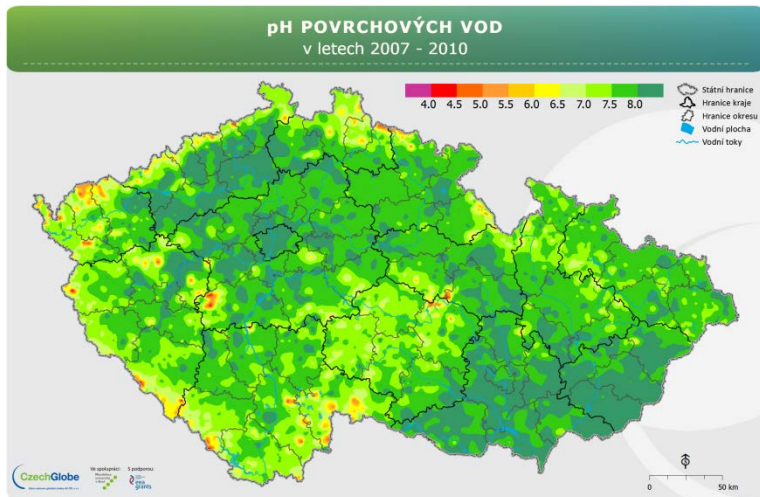 pH POVRCHOVÝCH VOD
v letech 2007 - 2010
4.0 4.5 5.0 5.5 6.0 6.5 7.0 7.5 8.0
Státní hranice
Hranice kraje
Hranice okresu
Vodní plocha
Vodní toky
CzechGlobe
Ve spolupráci:
S podporou:
eea
grants
0 50 km